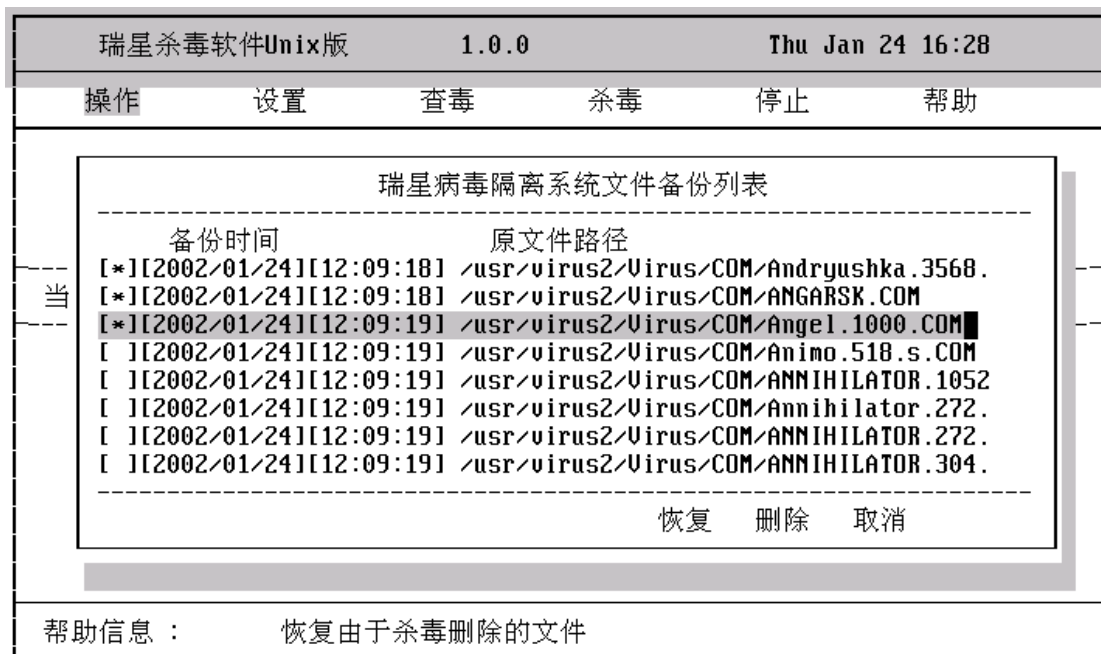 瑞星杀毒软件Unix版 1.0.0 Thu Jan 24 16:28
操作 设置 查毒 杀毒 停止 帮助
瑞星病毒隔离系统文件备份列表
备份时间 原文件路径
[*][2002/01/24][12:09:18] /usr/virus2/Virus/COM/Andryushka.3568.
当
[*][2002/01/24][12:09:18] /usr/virus2/Virus/COM/ANGARSK.COM
[*][2002/01/24][12:09:19] /usr/virus2/Virus/COM/Angel.1000.COM
[ ][2002/01/24][12:09:19] /usr/virus2/Virus/COM/Animo.518.s.COM
[ ][2002/01/24][12:09:19] /usr/virus2/Virus/COM/ANNIHILATOR.1052
[ ][2002/01/24][12:09:19] /usr/virus2/Virus/COM/Annihilator.272.
[ ][2002/01/24][12:09:19] /usr/virus2/Virus/COM/ANNIHILATOR.272.
[ ][2002/01/24][12:09:19] /usr/virus2/Virus/COM/ANNIHILATOR.304.
恢复 删除 取消
帮助信息 : 恢复由于杀毒删除的文件